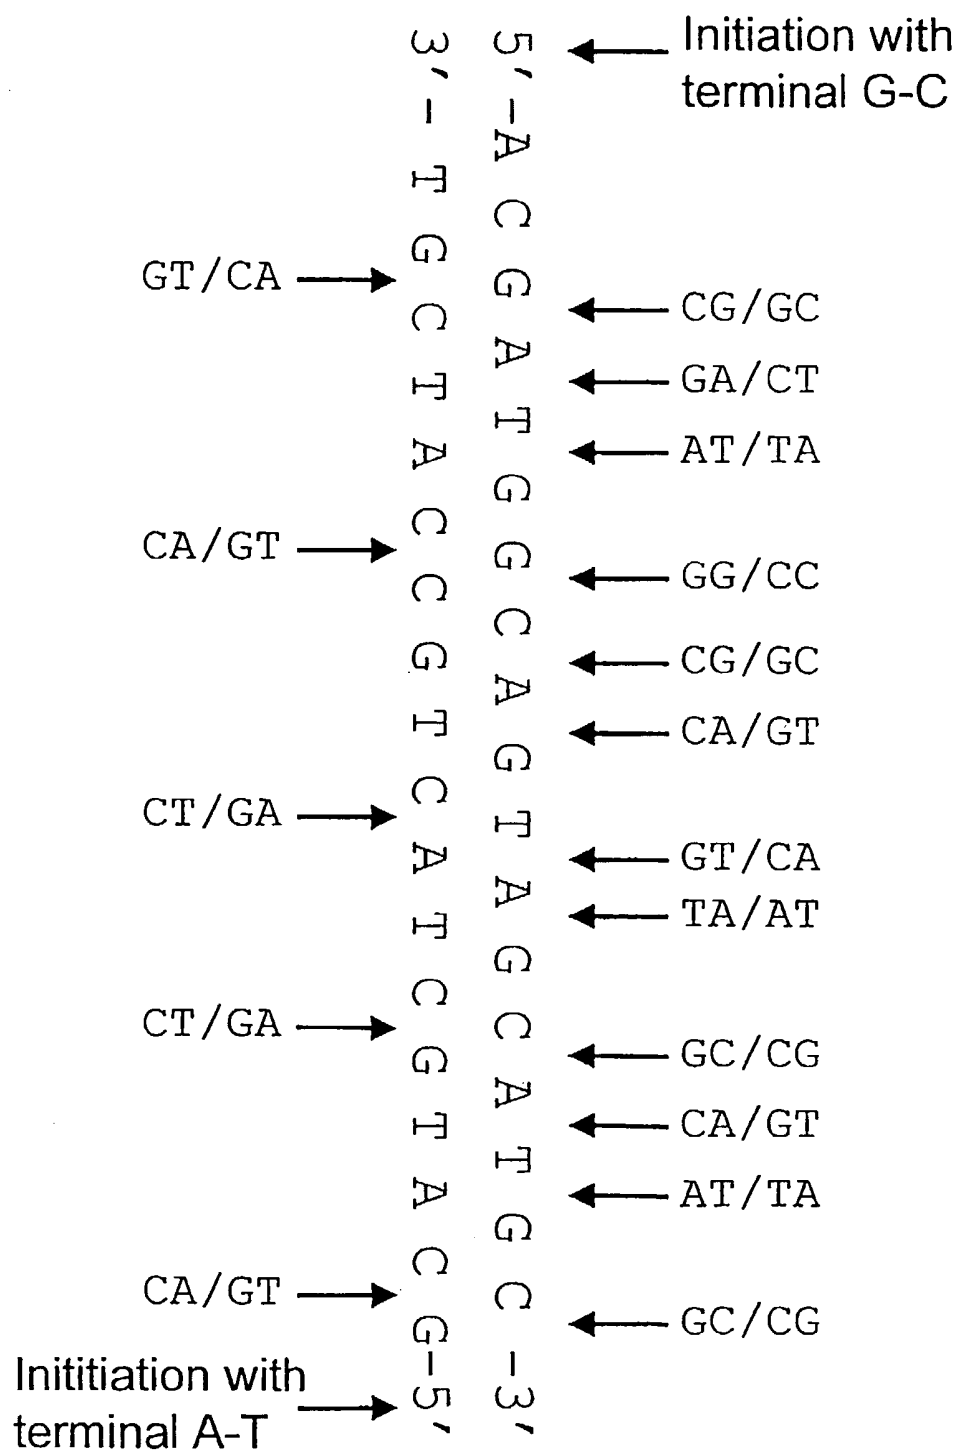 Initiation with
terminal G-C
5'-ACGATGGCAGTAGCATGC-3'
3'-TGCTACCGTCATCGTACG-5'
GT/CA
CG/GC
GA/CT
AT/TA
CA/GT
GG/CC
CG/GC
CA/GT
CT/GA
GT/CA
TA/AT
CT/GA
GC/CG
CA/GT
AT/TA
CA/GT
GC/CG
Inititiation with
terminal A-T